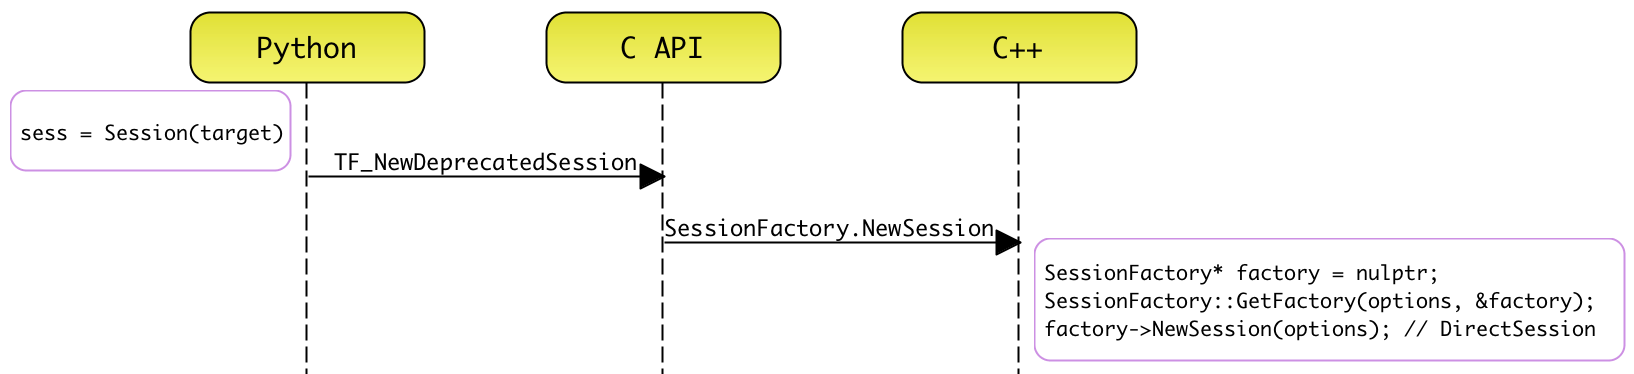 Python
C API
C++
sess = Session(target)
TF_NewDeprecatedSession
SessionFactory.NewSession
SessionFactory* factory = nulptr;
SessionFactory::GetFactory(options, &factory);
factory->NewSession(options); // DirectSession